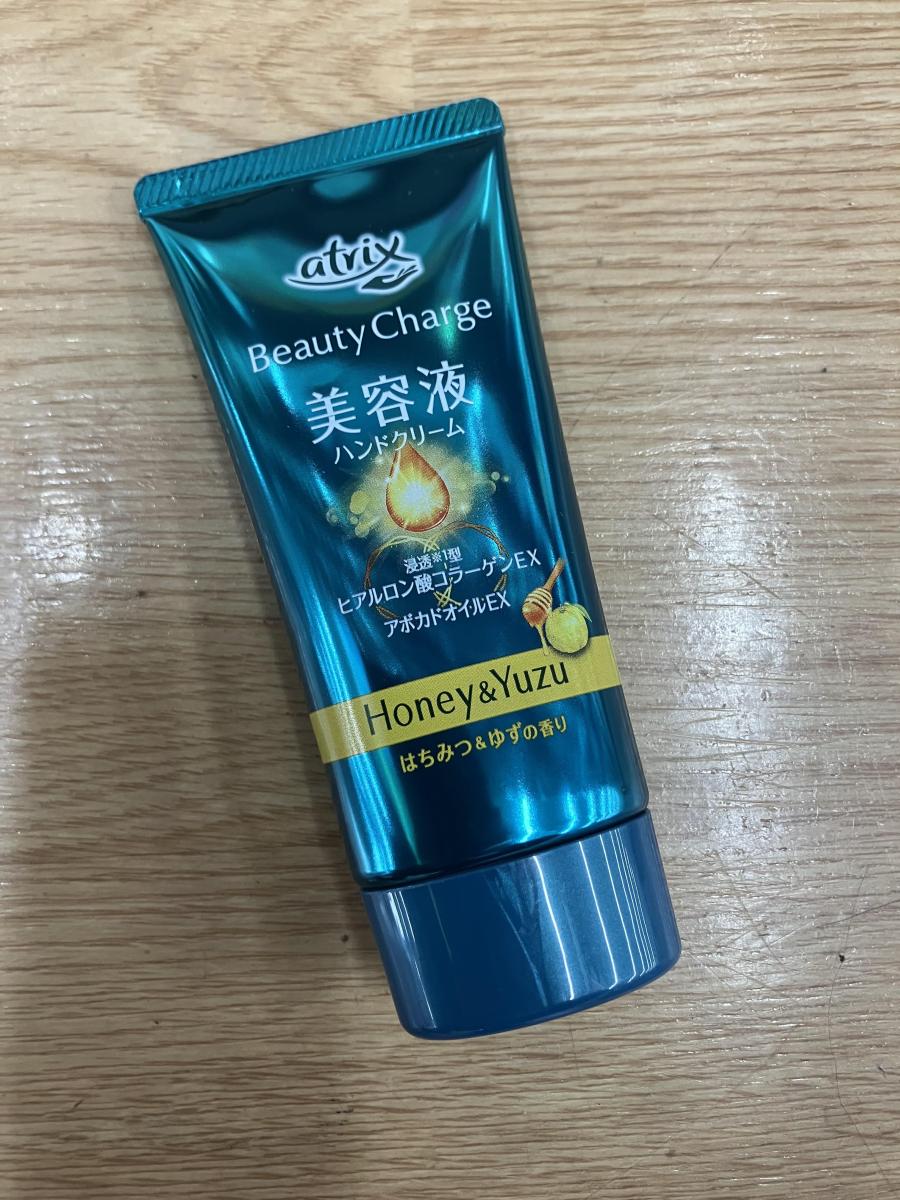 atrix
Beauty Charge
美容液
ハンドクリーム
浸透※1型
ヒアルロン酸コラーゲンEX
アボカドオイルEX
Honey&Yuzu
はちみつ&ゆずの香り